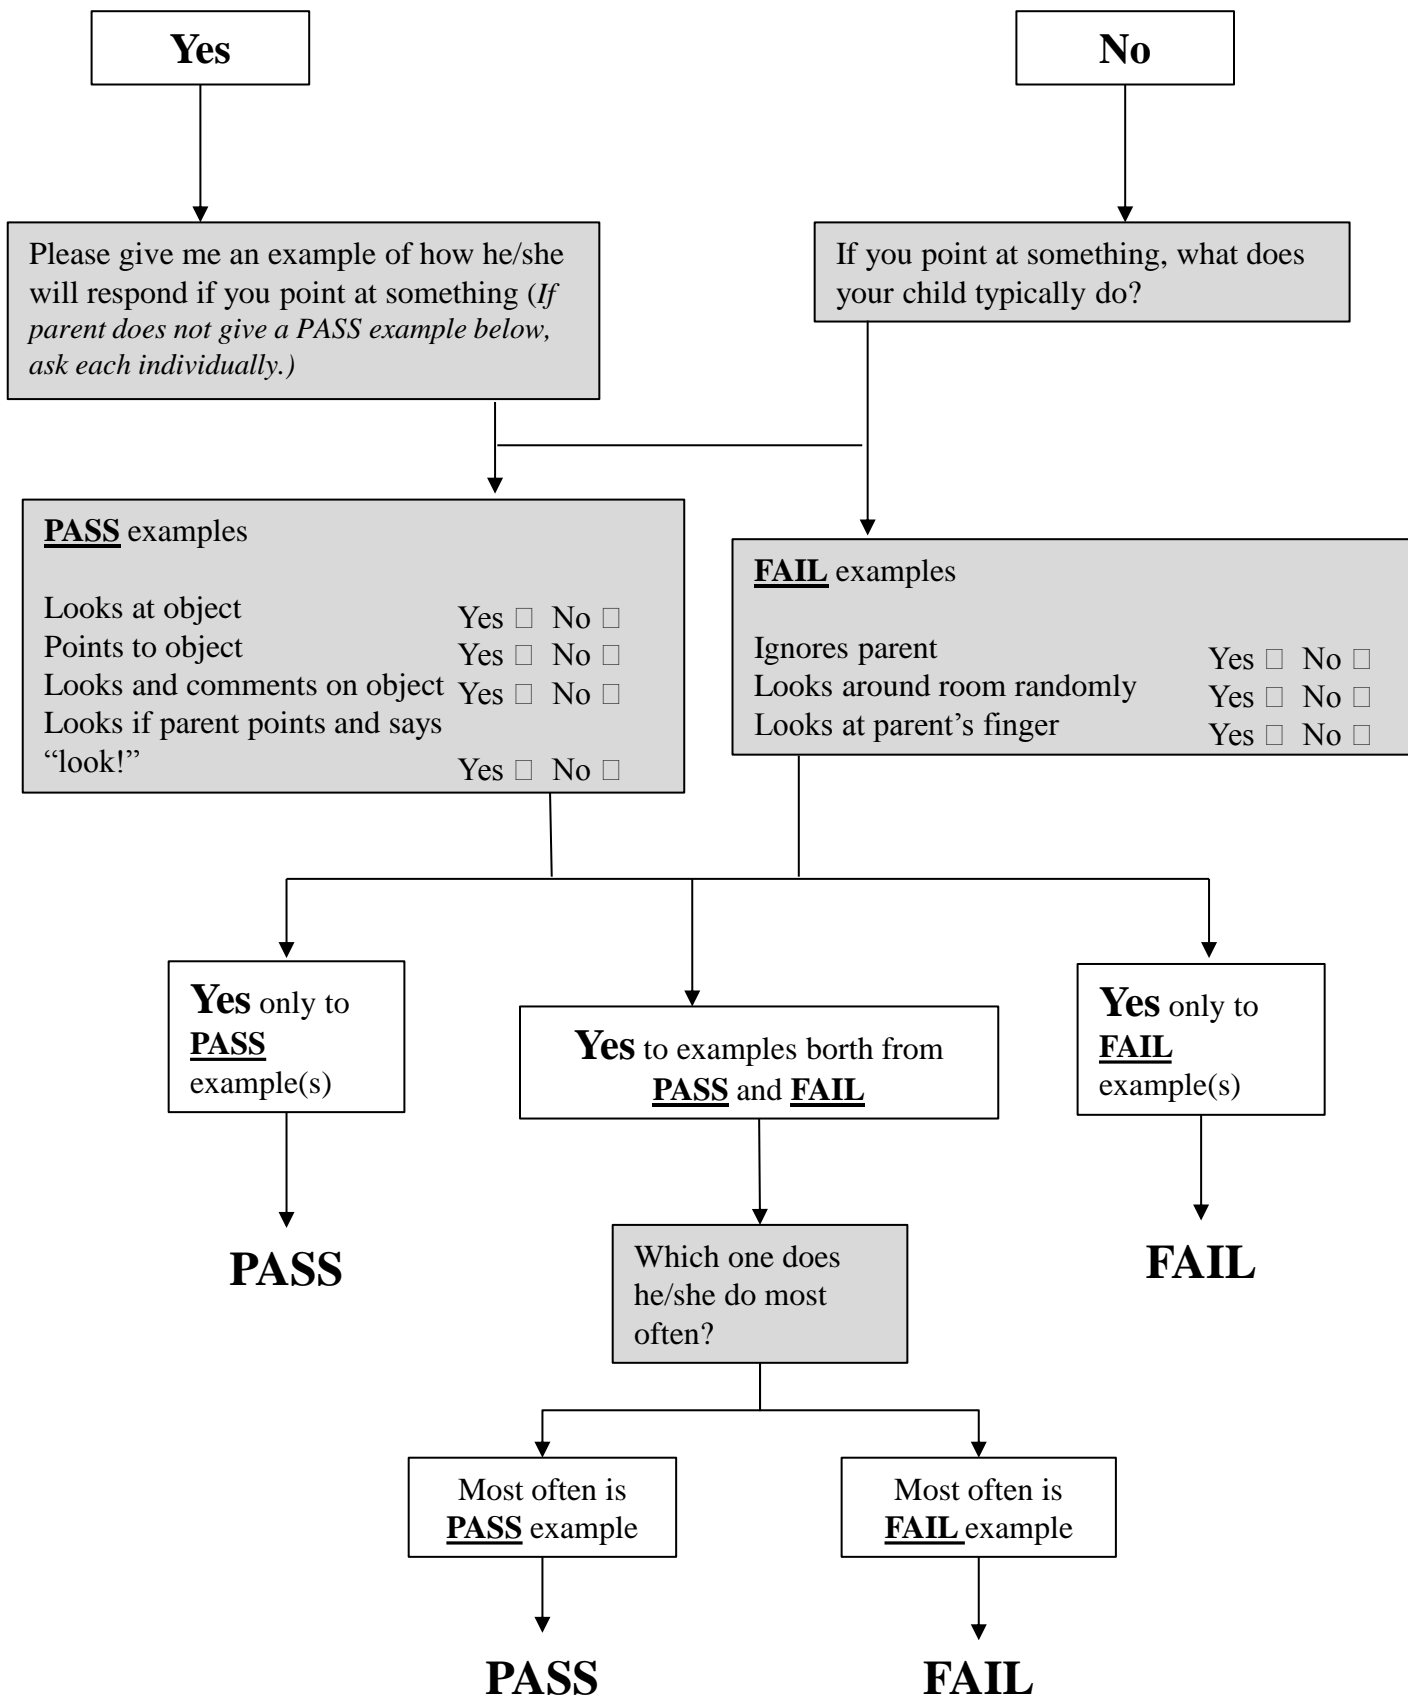 Yes
No
Please give me an example of how he/she
will respond if you point at something (If
parent does not give a PASS example below,
ask each individually.)
If you point at something, what does
your child typically do?
PASS examples
Looks at object Yes □ No □
Points to object Yes □ No □
Looks and comments on object Yes □ No □
Looks if parent points and says
“look!” Yes □ No □
FAIL examples
Ignores parent Yes □ No □
Looks around room randomly Yes □ No □
Looks at parent’s finger Yes □ No □
Yes only to
PASS
example(s)
Yes to examples borth from
PASS and FAIL
Yes only to
FAIL
example(s)
PASS
Which one does
he/she do most
often?
FAIL
Most often is
PASS example
Most often is
FAIL example
PASS
FAIL